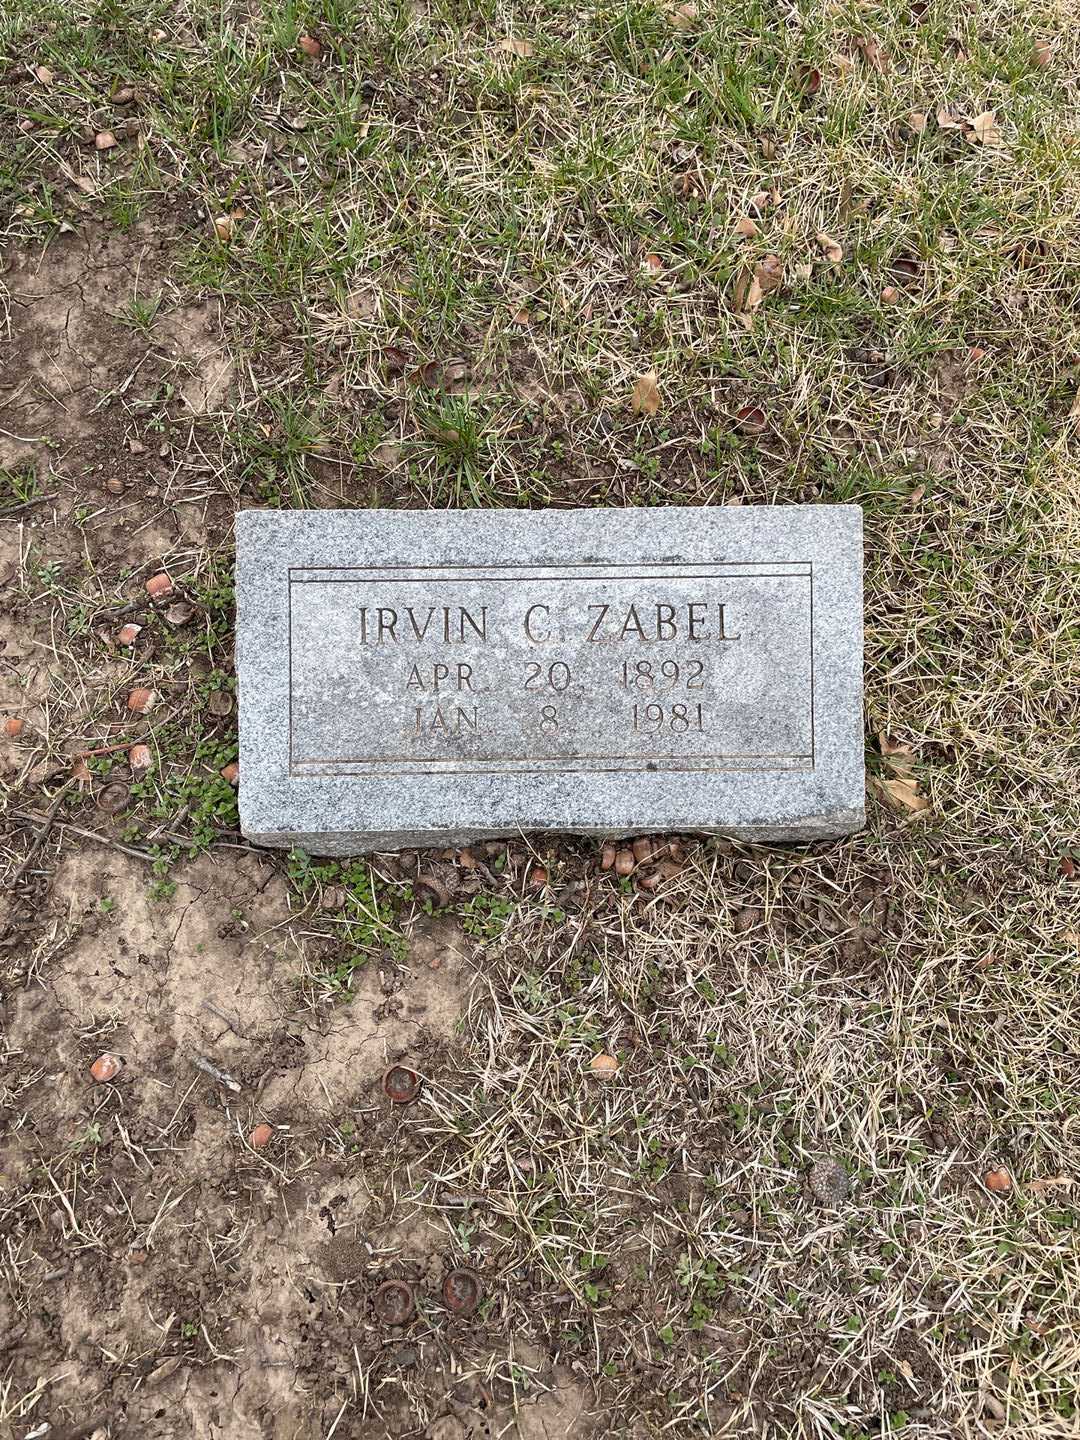 IRVIN C. ZABEL
APR. 20, 1892
JAN. 8, 1981